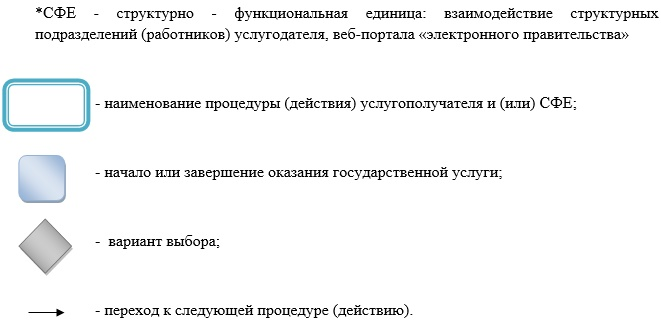 *СФЕ - структурно - функциональная единица: взаимодействие структурных
подразделений (работников) услугодателя, веб-портала «электронного правительства»
- наименование процедуры (действия) услугополучателя и (или) СФЕ;
- начало или завершение оказания государственной услуги;
- вариант выбора;
- переход к следующей процедуре (действию).